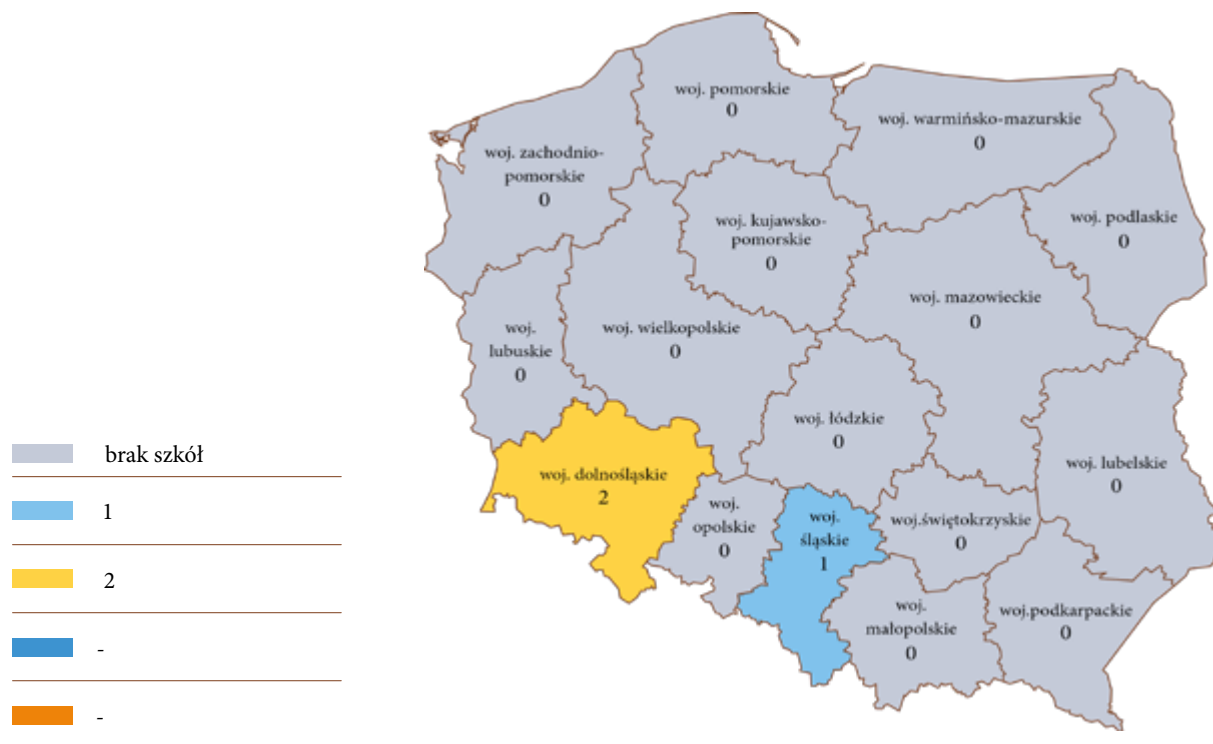 woj. pomorskie
0
woj. warmińsko-mazurskie
0
woj. zachodnio-
pomorskie
0
woj. kujawsko-
pomorskie
0
woj. podlaskie
0
woj. mazowieckie
0
woj.
lubuskie
0
woj. wielkopolskie
0
woj. łódzkie
0
woj. lubelskie
0
woj. dolnośląskie
2
woj.
opolskie
0
woj.
śląskie
1
woj.świętokrzyskie
0
woj.
małopolskie
0
woj.podkarpackie
0
brak szkół
1
2
-
-